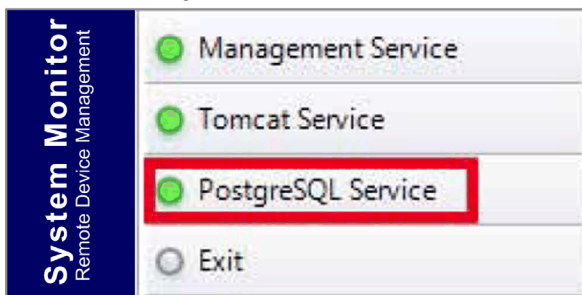 System Monitor
Remote Device Management
Management Service
Tomcat Service
PostgreSQL Service
Exit